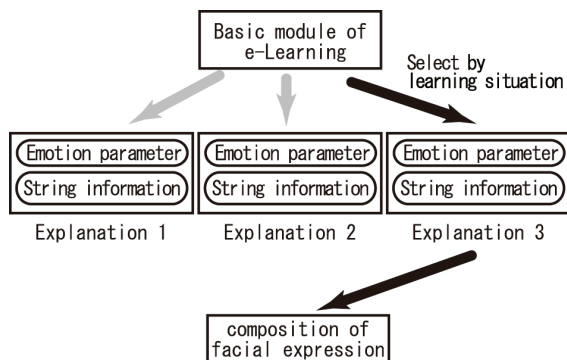 Basic module of
e-Learning
Select by
learning situation
Emotion parameter
String information
Explanation 1
Emotion parameter
String information
Explanation 2
Emotion parameter
String information
Explanation 3
composition of
facial expression